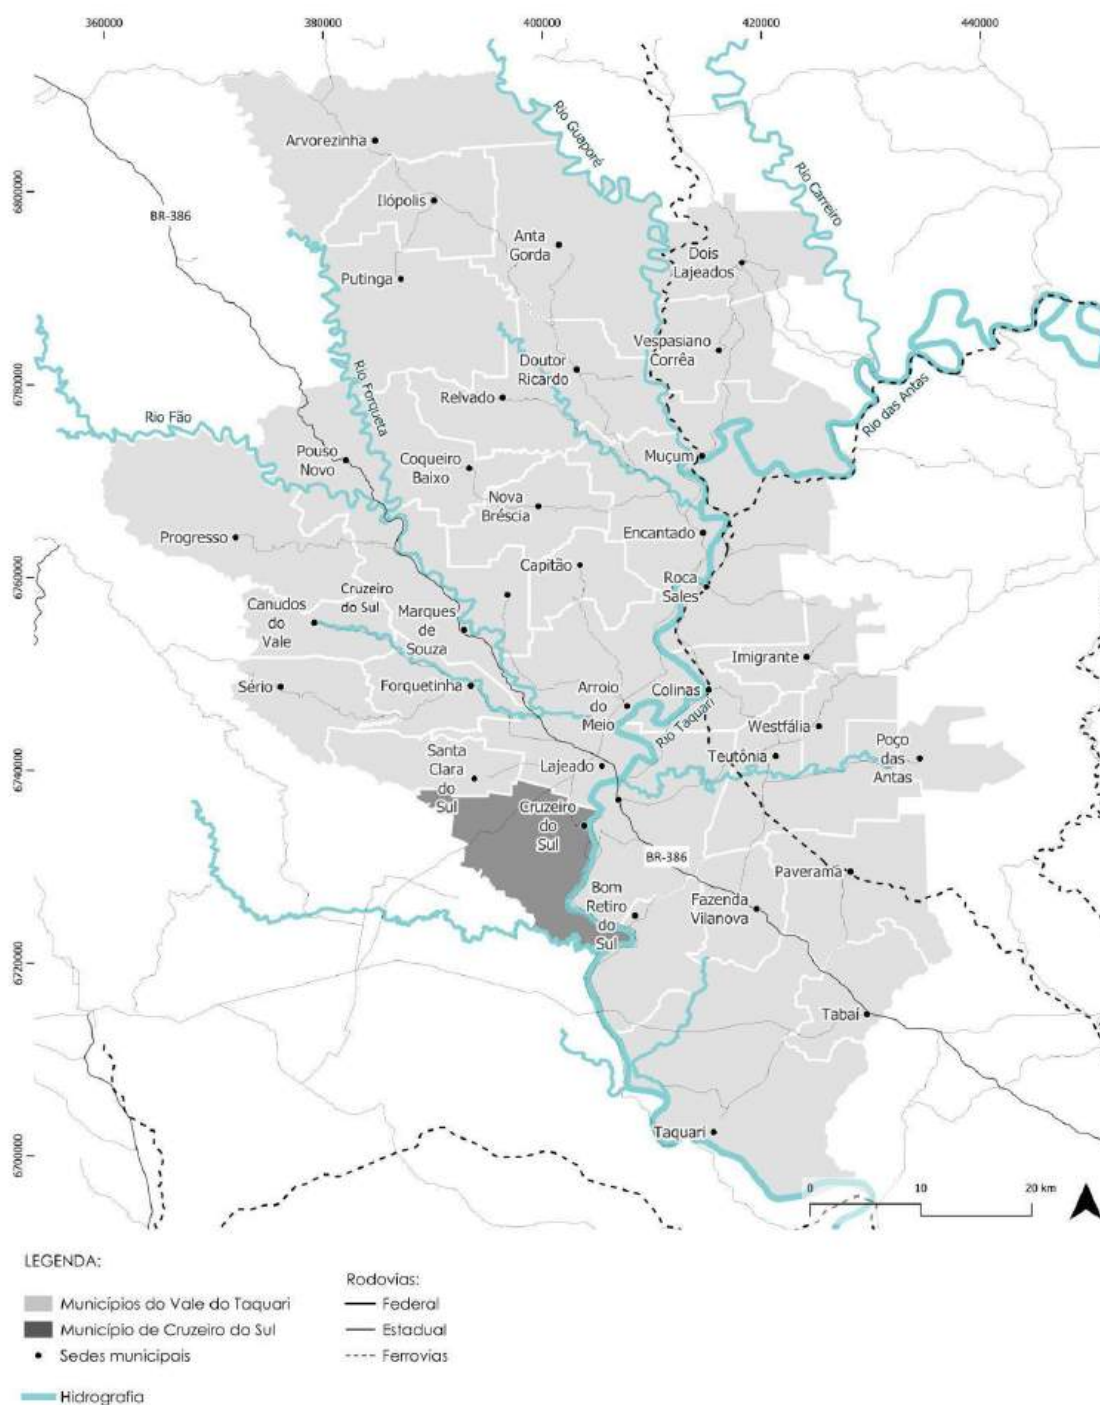 360000
380000
400000
420000
440000
6800000
6780000
6760000
6740000
6720000
6700000
Rio Guaporé
Rio Carreiro
Arvorezinha
BR-386
Ilópolis
Anta
Gorda
Dois
Lajeados
Putinga
Vespasiano
Corrêa
Doutor
Ricardo
Rio Forqueta
Relvado
Rio das Antas
Rio Fão
Pouso
Novo
Coqueiro
Baixo
Muçum
Nova
Bréscia
Encantado
Progresso
Capitão
Roca
Sales
Cruzeiro
do Sul
Canudos
do
Vale
Marques
de
Souza
Imigrante
Sério
Forquetinha
Arroio
do
Meio
Colinas
Rio Taquari
Westfália
Teutônia
Poço
das
Antas
Santa
Clara
do
Sul
Lajeado
Cruzeiro
do
Sul
BR-386
Paverama
Bom
Retiro
do
Sul
Fazenda
Vilanova
Tabaí
Taquari
0 10 20 km
LEGENDA:
Municípios do Vale do Taquari
Município de Cruzeiro do Sul
Sedes municipais
Hidrografia
Rodovias:
Federal
Estadual
Ferrovias